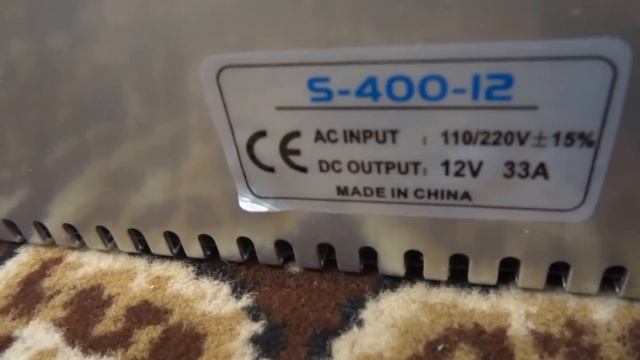 S-400-12
CE
AC INPUT : 110/220V±15%
DC OUTPUT: 12V 33A
MADE IN CHINA